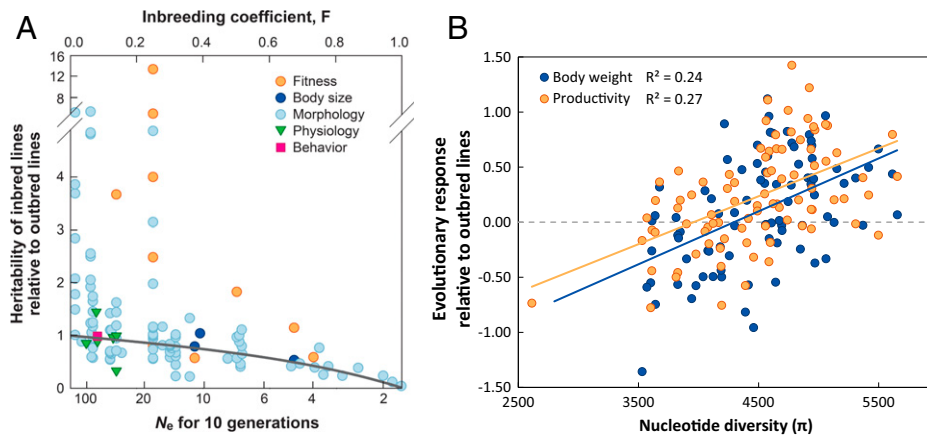 A
Inbreeding coefficient, F
0.0 0.2 0.4 0.6 0.8 1.0
Heritability of inbred lines
relative to outbred lines
16
12
8
4
3
2
1
0
Fitness
Body size
Morphology
Physiology
Behavior
100 20 10 6 4 2
Ne for 10 generations
B
Evolutionary response
relative to outbred lines
1.50
1.00
0.50
0.00
-0.50
-1.00
-1.50
Body weight R² = 0.24
Productivity R² = 0.27
2500 3500 4500 5500
Nucleotide diversity (π)